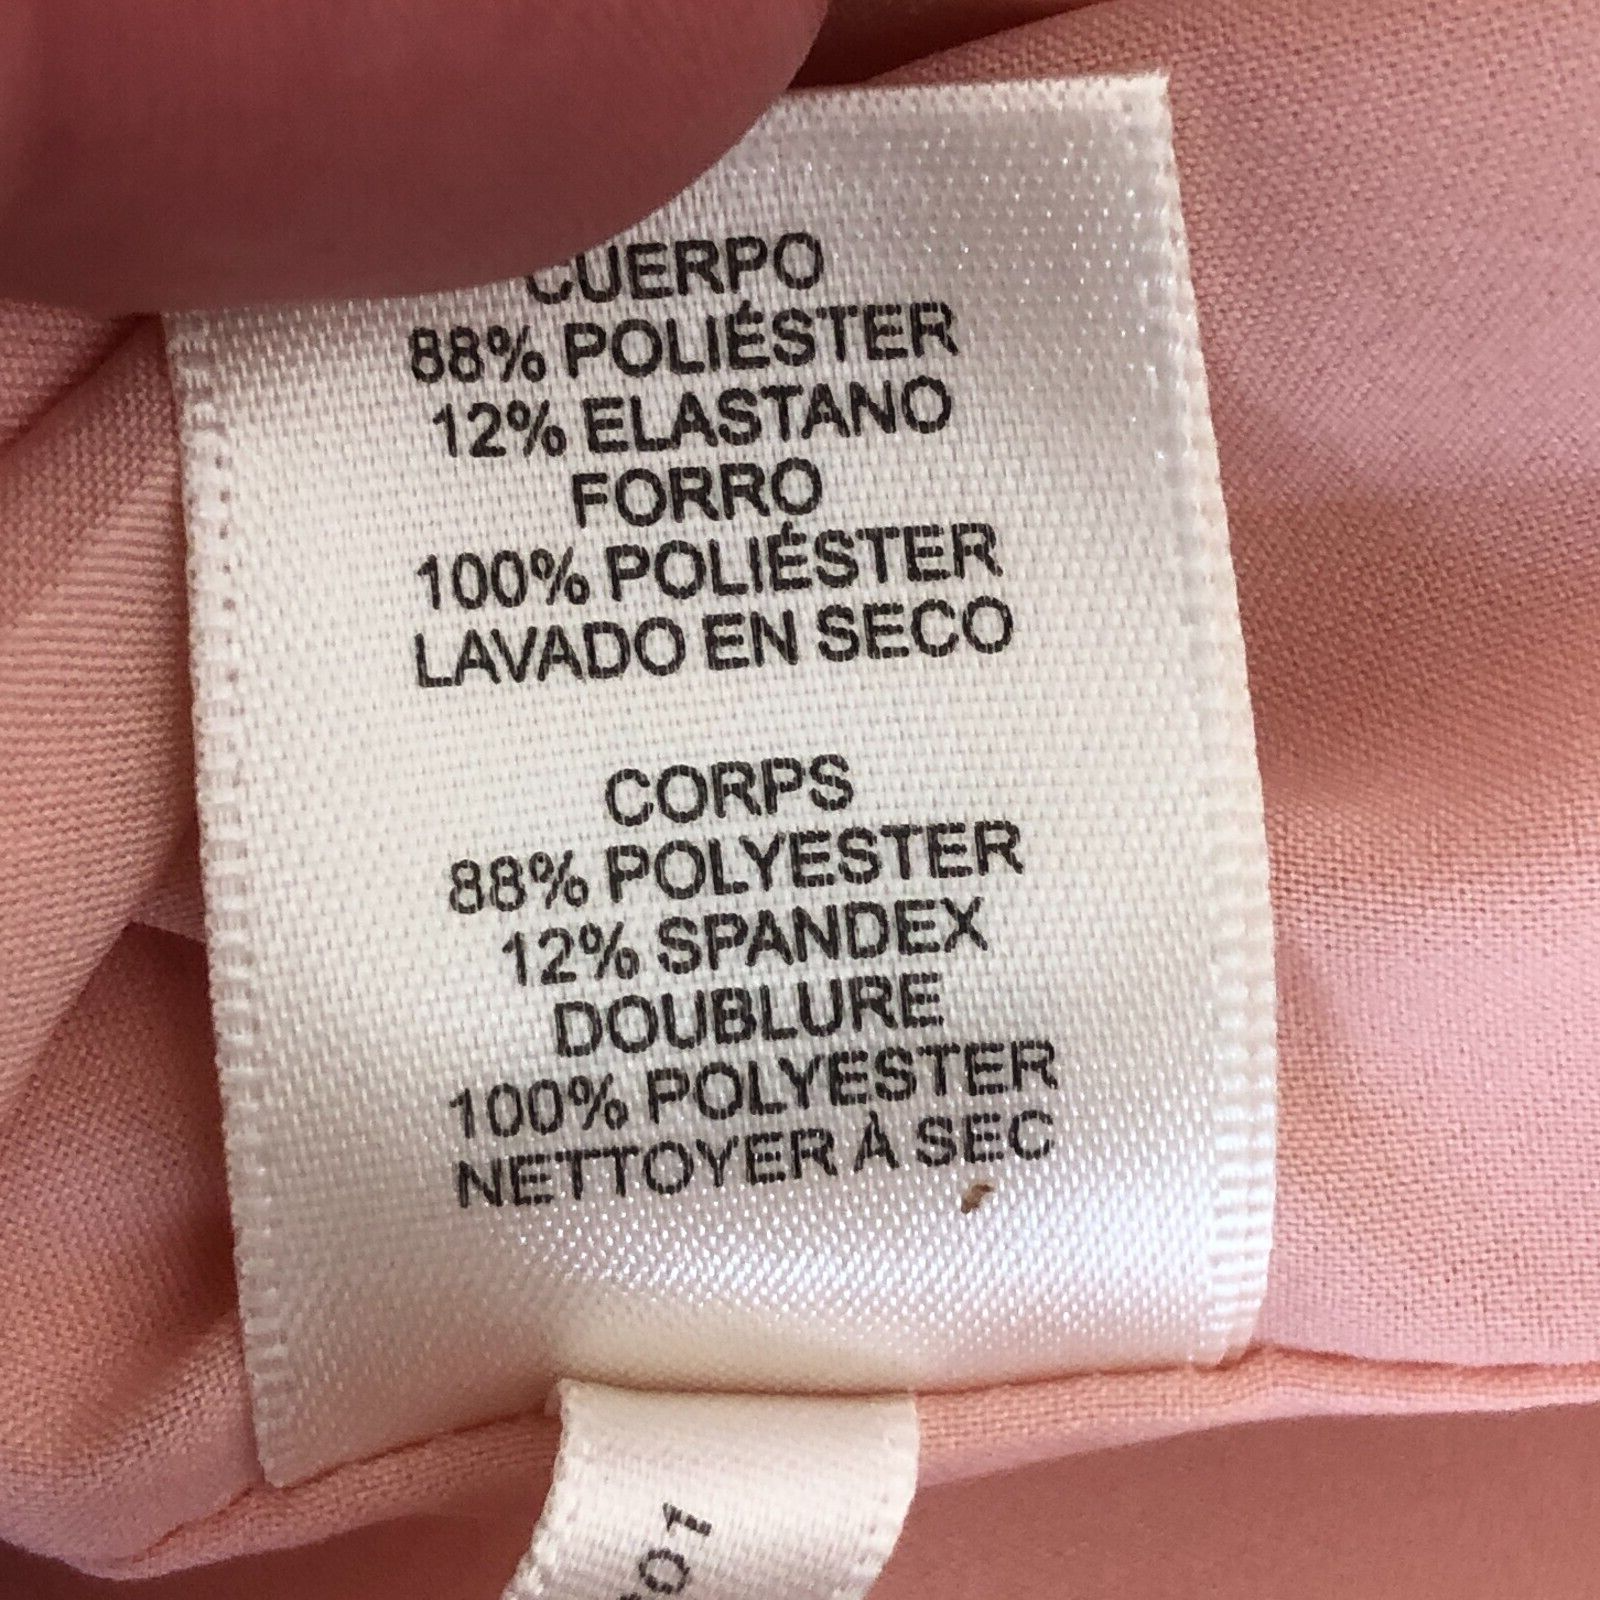 CUERPO
88% POLIÉSTER
12% ELASTANO
FORRO
100% POLIÉSTER
LAVADO EN SECO
CORPS
88% POLYESTER
12% SPANDEX
DOUBLURE
100% POLYESTER
NETTOYER À SEC